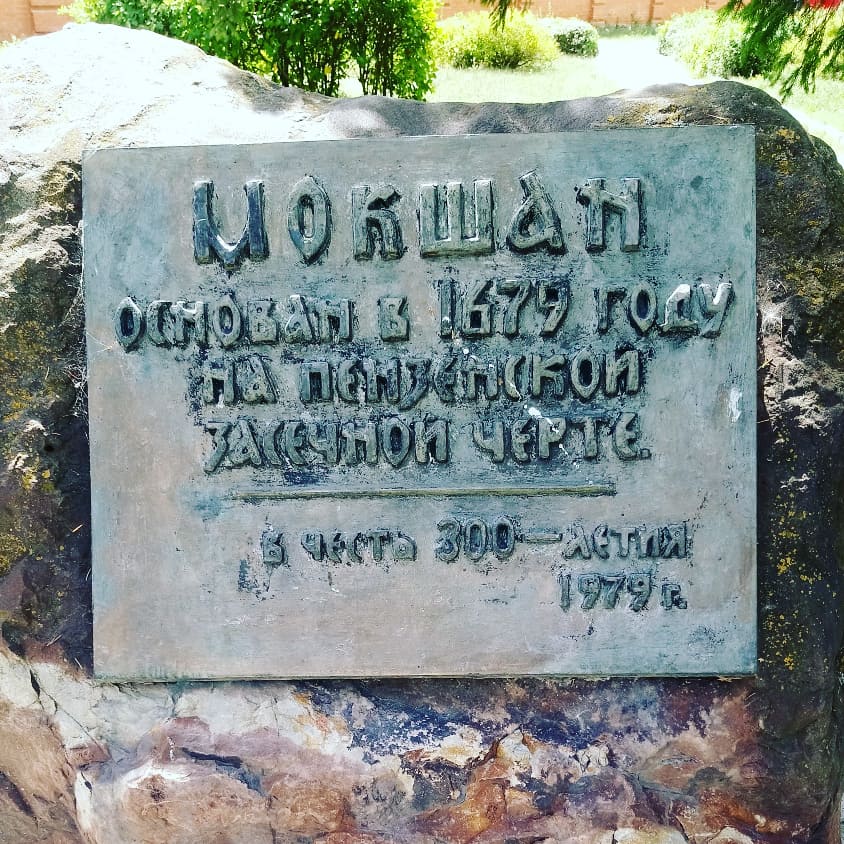 МОКШАН
ОСНОВАН В 1679 ГОДУ
НА ПЕНЗЕНСКОЙ
ЗАСЕЧНОЙ ЧЕРТЕ.
В ЧЕСТЬ 300-ЛЕТИЯ
1979 г.